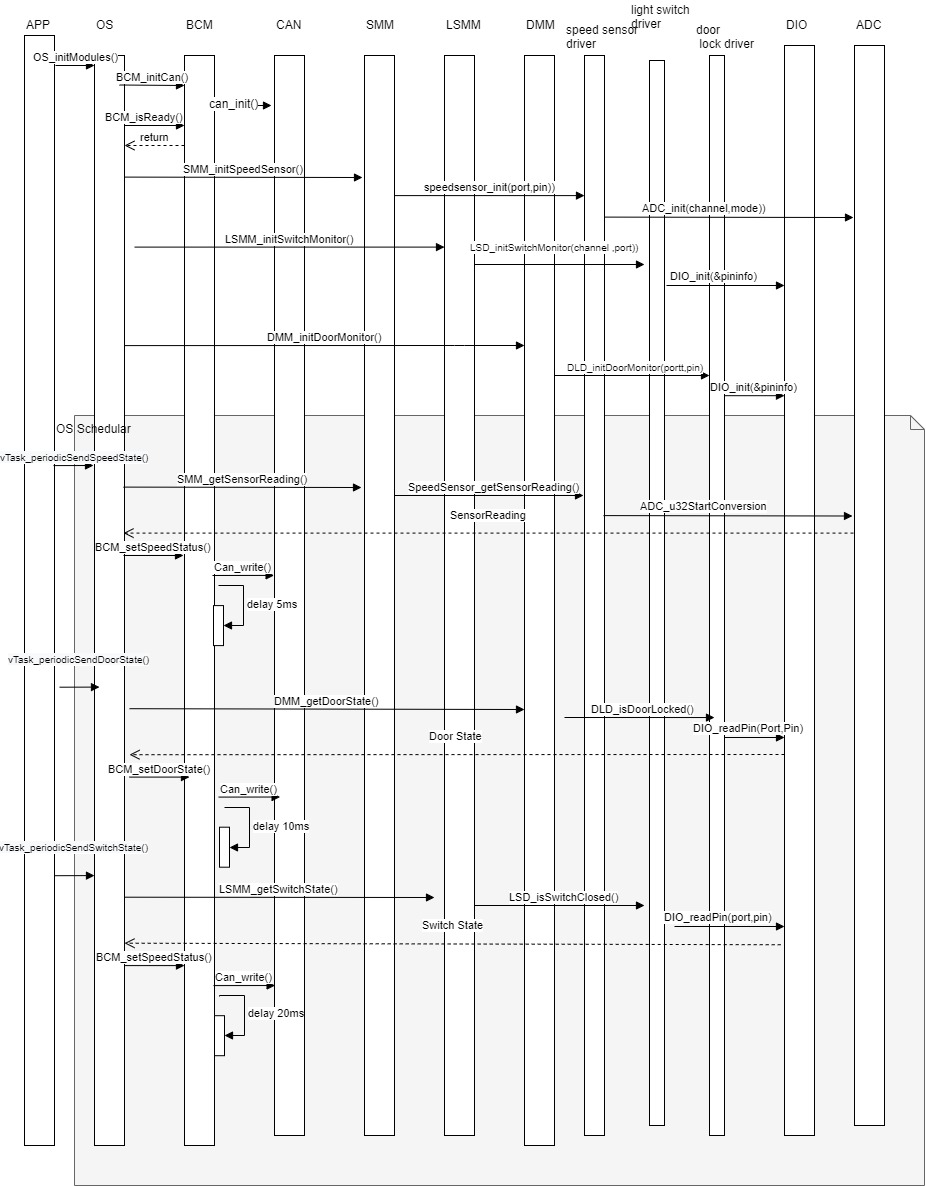 APP
OS
BCM
CAN
SMM
LSMM
DMM
speed sensor
driver
light switch
driver
door
lock driver
DIO
ADC
OS_initModules()
BCM_initCan()
can_init()
BCM_isReady()
return
SMM_initSpeedSensor()
speedsensor_init(port,pin))
ADC_init(channel,mode))
LSMM_initSwitchMonitor()
LSD_initSwitchMonitor(channel ,port))
DIO_init(&pininfo)
DMM_initDoorMonitor()
DLD_initDoorMonitor(portt,pin)
DIO_init(&pininfo)
OS Schedular
vTask_periodicSendSpeedState()
SMM_getSensorReading()
SpeedSensor_getSensorReading()
ADC_u32StartConversion
SensorReading
BCM_setSpeedStatus()
Can_write()
delay 5ms
vTask_periodicSendDoorState()
DMM_getDoorState()
DLD_isDoorLocked()
DIO_readPin(Port,Pin)
Door State
BCM_setDoorState()
Can_write()
delay 10ms
vTask_periodicSendSwitchState()
LSMM_getSwitchState()
LSD_isSwitchClosed()
DIO_readPin(port,pin)
Switch State
BCM_setSpeedStatus()
Can_write()
delay 20ms